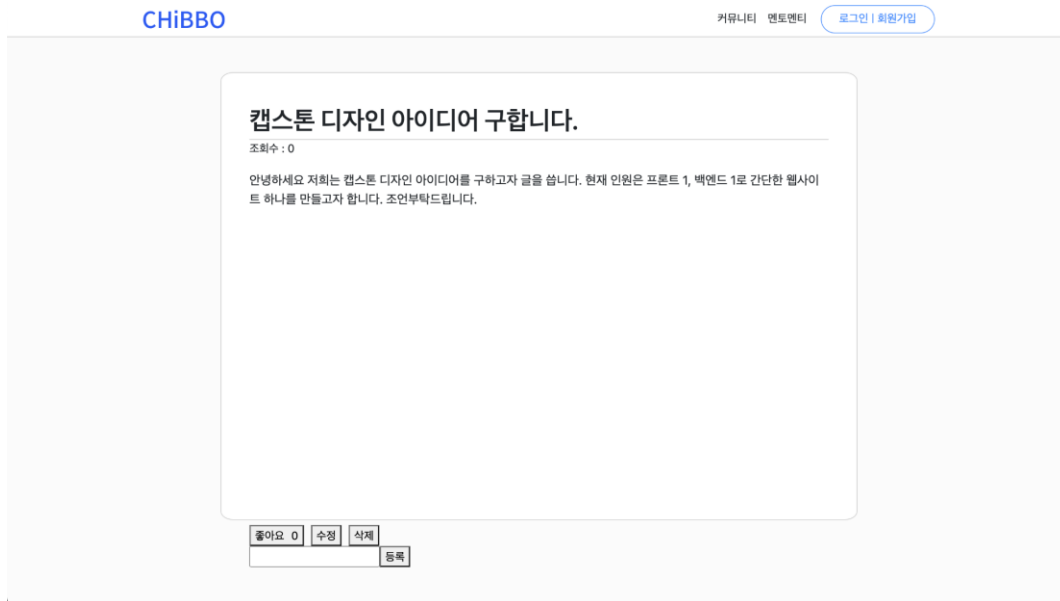 CHiBBO
커뮤니티 멘토멘티 로그인 | 회원가입
캡스톤 디자인 아이디어 구합니다.
조회수 : 0
안녕하세요 저희는 캡스톤 디자인 아이디어를 구하고자 글을 씁니다. 현재 인원은 프론트 1, 백엔드 1로 간단한 웹사이
트 하나를 만들고자 합니다. 조언부탁드립니다.
좋아요 0 수정 삭제
등록